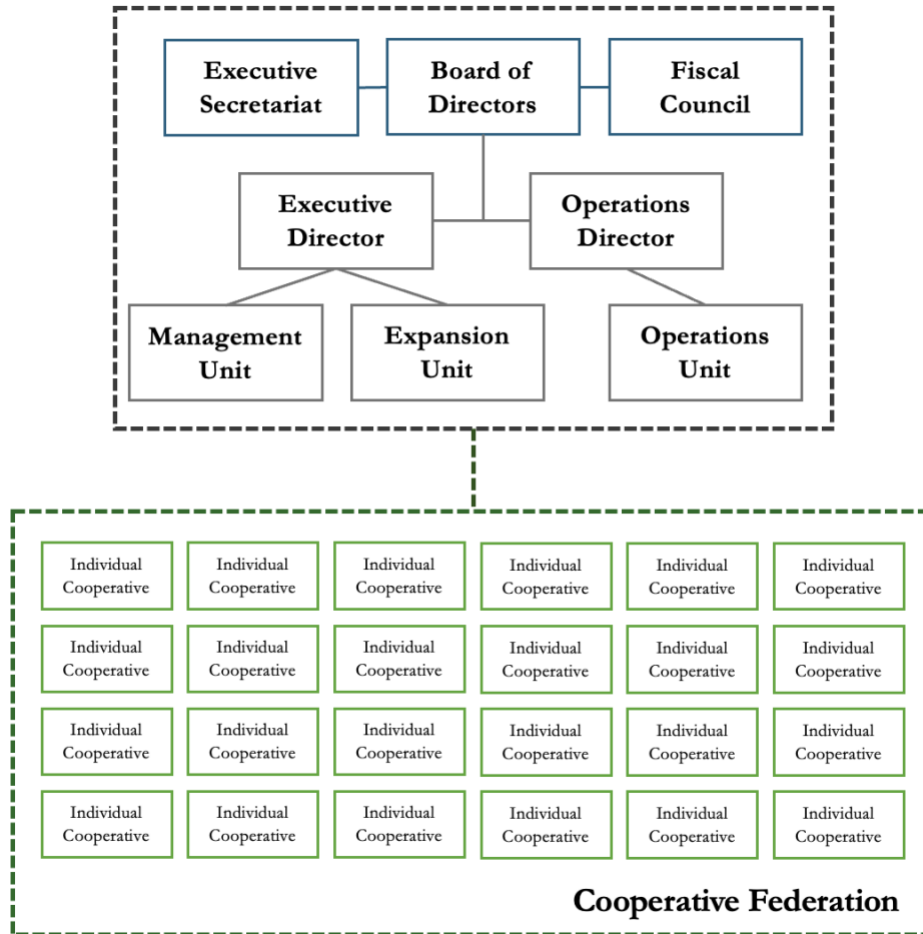 Executive
Secretariat
Board of
Directors
Fiscal
Council
Executive
Director
Operations
Director
Management
Unit
Expansion
Unit
Operations
Unit
Individual
Cooperative
Individual
Cooperative
Individual
Cooperative
Individual
Cooperative
Individual
Cooperative
Individual
Cooperative
Individual
Cooperative
Individual
Cooperative
Individual
Cooperative
Individual
Cooperative
Individual
Cooperative
Individual
Cooperative
Individual
Cooperative
Individual
Cooperative
Individual
Cooperative
Individual
Cooperative
Individual
Cooperative
Individual
Cooperative
Individual
Cooperative
Individual
Cooperative
Individual
Cooperative
Individual
Cooperative
Individual
Cooperative
Individual
Cooperative
Cooperative Federation